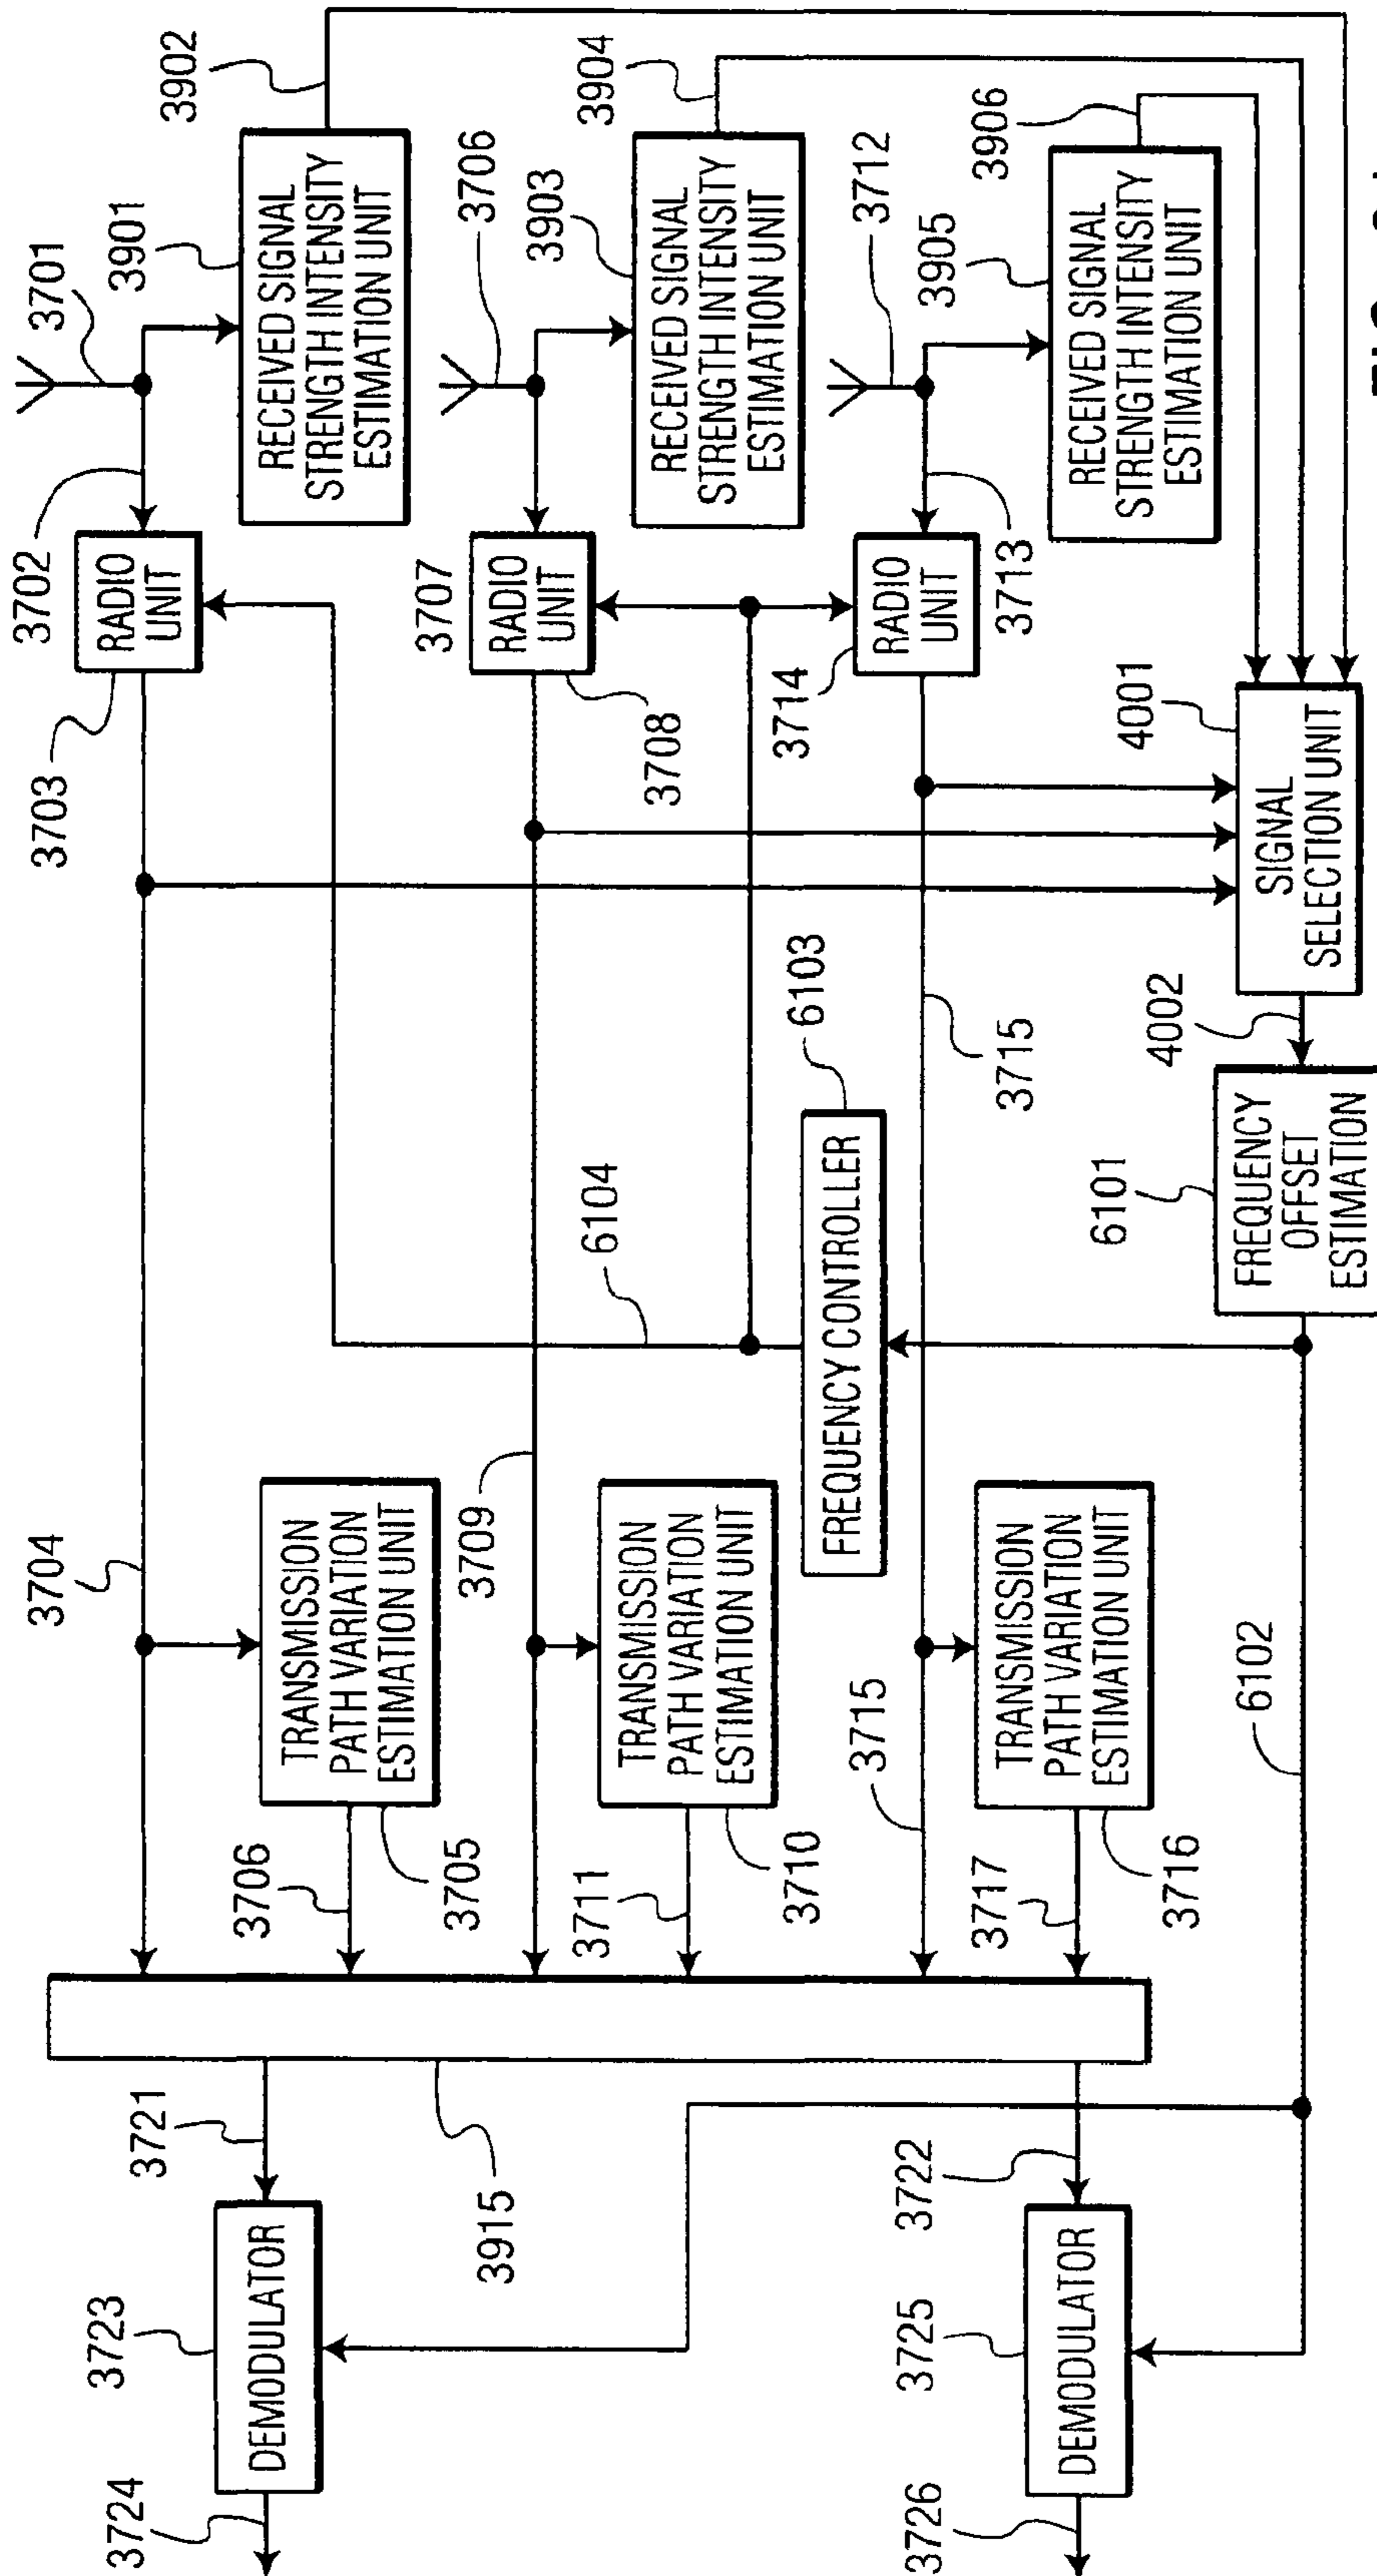 3701
3902
3901
3702
RADIO
UNIT
RECEIVED SIGNAL
STRENGTH INTENSITY
ESTIMATION UNIT
3703
3704
TRANSMISSION
PATH VARIATION
ESTIMATION UNIT
3706
3705
3721
DEMODULATOR
3723
3724
3915
3706
3904
3903
3707
RADIO
UNIT
RECEIVED SIGNAL
STRENGTH INTENSITY
ESTIMATION UNIT
3708
3709
6104
TRANSMISSION
PATH VARIATION
ESTIMATION UNIT
3711
3710
FREQUENCY CONTROLLER
6103
3712
3906
3905
3714
RADIO
UNIT
3713
RECEIVED SIGNAL
STRENGTH INTENSITY
ESTIMATION UNIT
3715
3715
TRANSMISSION
PATH VARIATION
ESTIMATION UNIT
3717
3716
3722
DEMODULATOR
3725
3726
4001
SIGNAL
SELECTION UNIT
4002
6101
FREQUENCY
OFFSET
ESTIMATION
6102